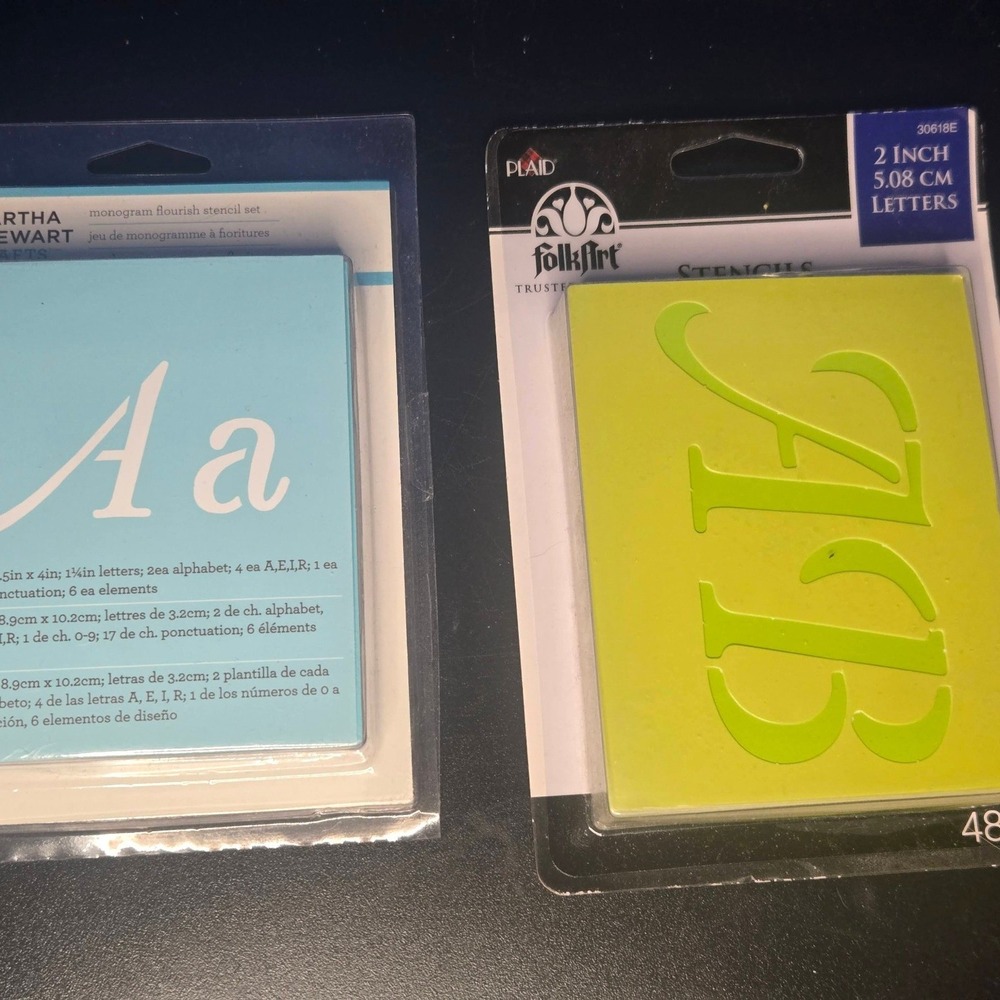 ARTHA
EWART
AFTS
monogram flourish stencil set
jeu de monogramme à fioritures
Aa
.5in x 4in; 1¼in letters; 2ea alphabet; 4 ea A,E,I,R; 1 ea
nctuation; 6 ea elements
8.9cm x 10.2cm; lettres de 3.2cm; 2 de ch. alphabet,
I,R; 1 de ch. 0-9; 17 de ch. ponctuation; 6 éléments
8.9cm x 10.2cm; letras de 3.2cm; 2 plantilla de cada
beto; 4 de las letras A, E, I, R; 1 de los números de 0 a
ción, 6 elementos de diseño
PLAID
folkArt
TRUSTE
STENCILS
30618E
2 INCH
5.08 CM
LETTERS
AB
48